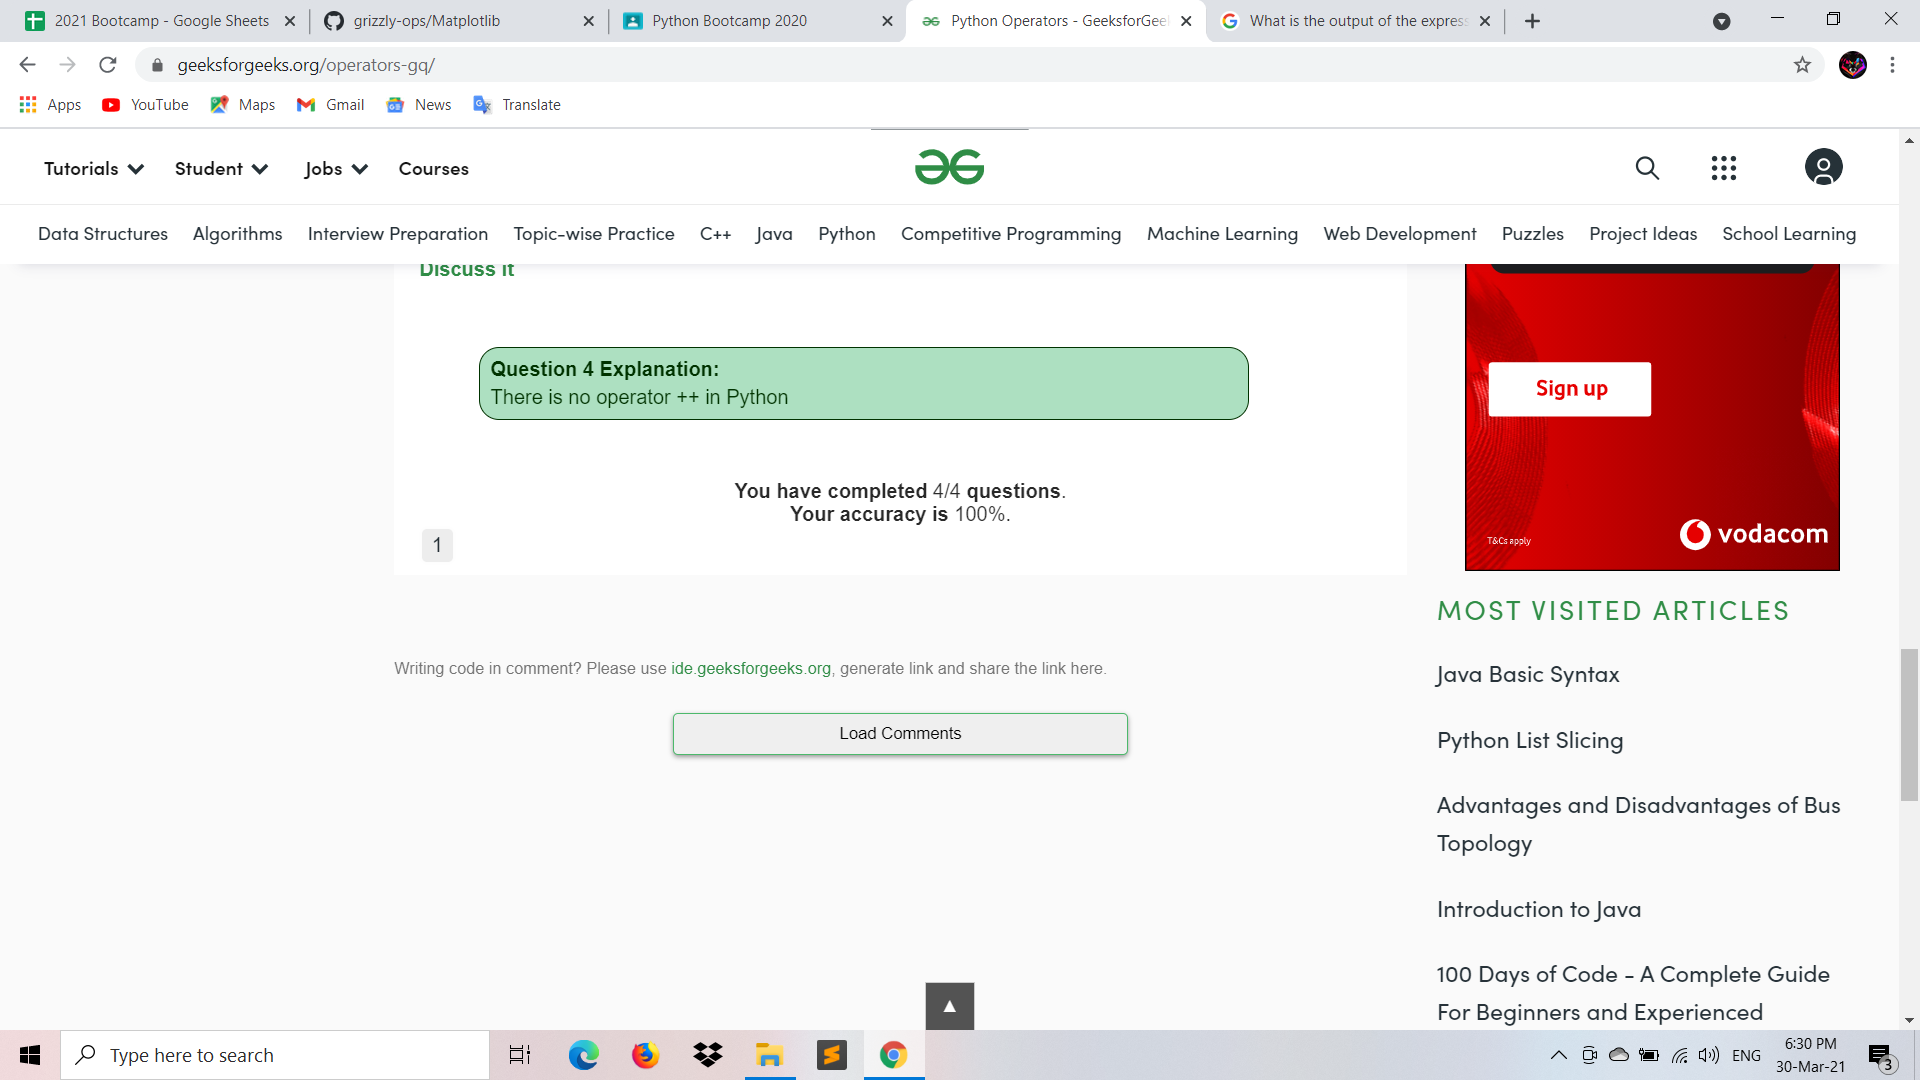 2021 Bootcamp - Google Sheets
grizzly-ops/Matplotlib
Python Bootcamp 2020
Python Operators - GeeksforGee
What is the output of the express
geeksforgeeks.org/operators-gq/
Apps
YouTube
Maps
Gmail
News
Translate
Tutorials
Student
Jobs
Courses
Data Structures
Algorithms
Interview Preparation
Topic-wise Practice
C++
Java
Python
Competitive Programming
Machine Learning
Web Development
Puzzles
Project Ideas
School Learning
Discuss it
Question 4 Explanation:
There is no operator ++ in Python
You have completed 4/4 questions.
Your accuracy is 100%.
1
Writing code in comment? Please use ide.geeksforgeeks.org, generate link and share the link here.
Load Comments
Sign up
T&Cs apply
vodacom
MOST VISITED ARTICLES
Java Basic Syntax
Python List Slicing
Advantages and Disadvantages of Bus
Topology
Introduction to Java
100 Days of Code - A Complete Guide
For Beginners and Experienced
Type here to search
ENG
6:30 PM
30-Mar-21
3